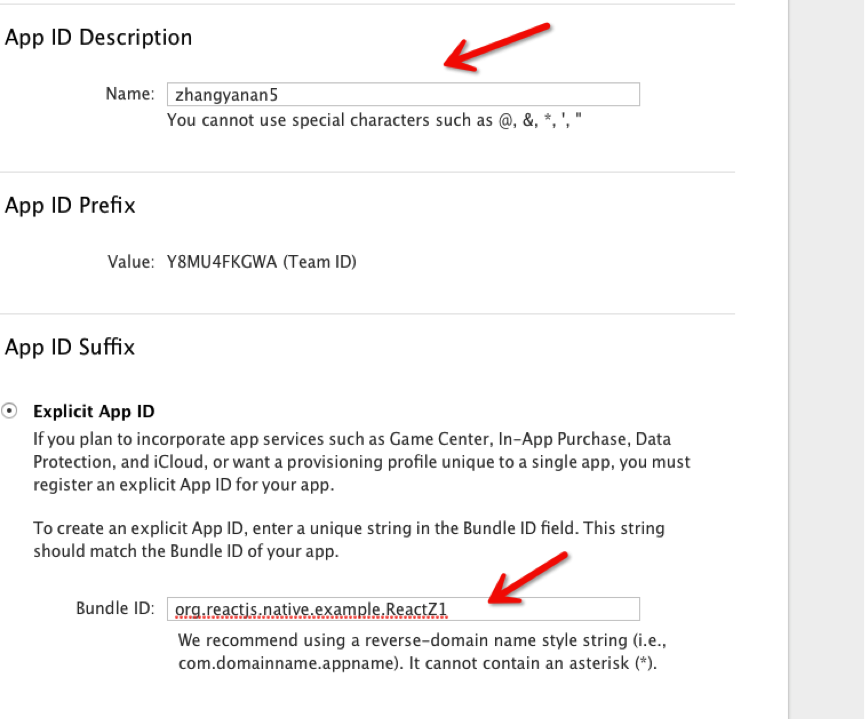 App ID Description
Name: zhangyanan5
You cannot use special characters such as @, &, *, ', "
App ID Prefix
Value: Y8MU4FKGWA (Team ID)
App ID Suffix
Explicit App ID
If you plan to incorporate app services such as Game Center, In-App Purchase, Data
Protection, and iCloud, or want a provisioning profile unique to a single app, you must
register an explicit App ID for your app.
To create an explicit App ID, enter a unique string in the Bundle ID field. This string
should match the Bundle ID of your app.
Bundle ID: org.reactjs.native.example.ReactZ1
We recommend using a reverse-domain name style string (i.e.,
com.domainname.appname). It cannot contain an asterisk (*).